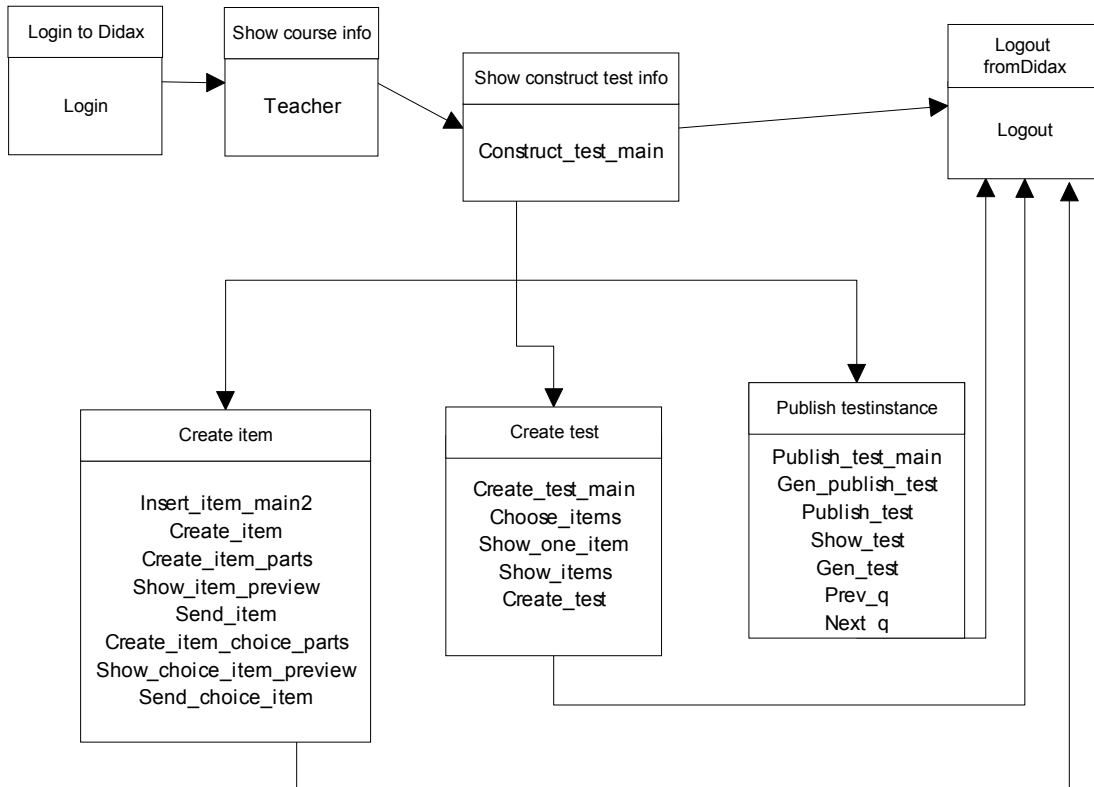 Login to Didax
Login
Show course info
Teacher
Show construct test info
Construct_test_main
Logout
fromDidax
Logout
Create item
Insert_item_main2
Create_item
Create_item_parts
Show_item_preview
Send_item
Create_item_choice_parts
Show_choice_item_preview
Send_choice_item
Create test
Create_test_main
Choose_items
Show_one_item
Show_items
Create_test
Publish testinstance
Publish_test_main
Gen_publish_test
Publish_test
Show_test
Gen_test
Prev_q
Next_q